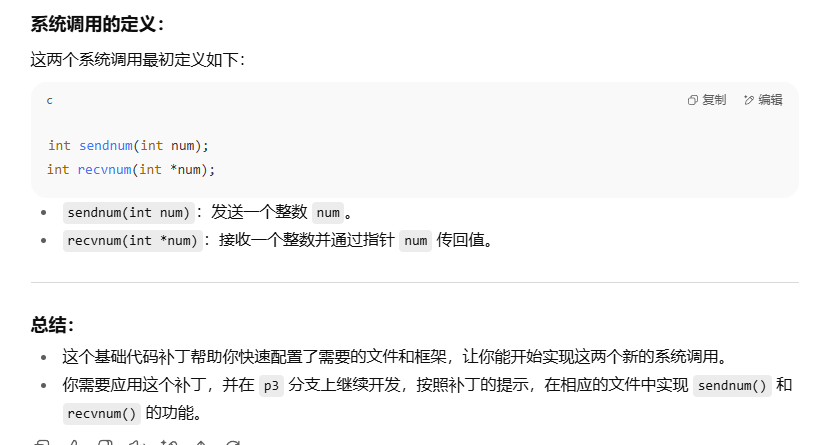 系统调用的定义：
这两个系统调用最初定义如下：
c
复制 编辑
int sendnum(int num);
int recvnum(int *num);
sendnum(int num)：发送一个整数 num。
recvnum(int *num)：接收一个整数并通过指针 num 传回值。
总结：
这个基础代码补丁帮助你快速配置了需要的文件和框架，让你能开始实现这两个新的系统调用。
你需要应用这个补丁，并在 p3 分支上继续开发，按照补丁的提示，在相应的文件中实现 sendnum() 和
recvnum() 的功能。